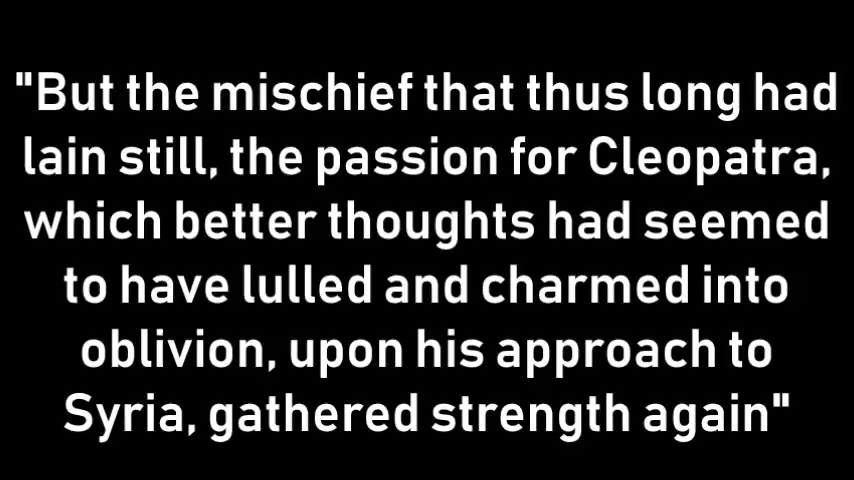 "But the mischief that thus long had
lain still, the passion for Cleopatra,
which better thoughts had seemed
to have lulled and charmed into
oblivion, upon his approach to
Syria, gathered strength again"